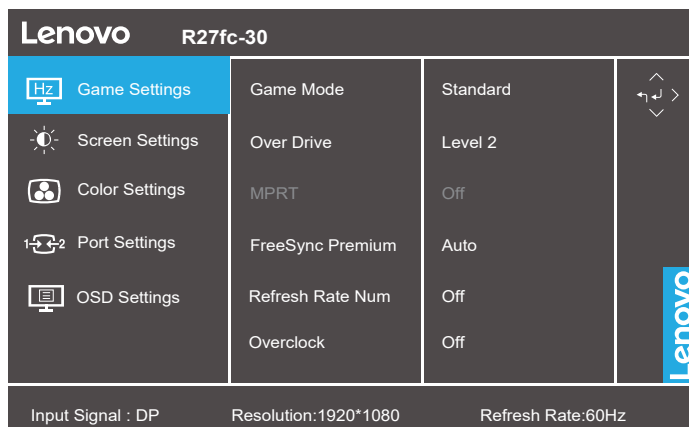 Lenovo R27fc-30
Hz Game Settings Game Mode Standard
Screen Settings Over Drive Level 2
Color Settings MPRT Off
1 2 Port Settings FreeSync Premium Auto
OSD Settings Refresh Rate Num Off
Overclock Off
Lenovo
Input Signal : DP Resolution:1920*1080 Refresh Rate:60Hz